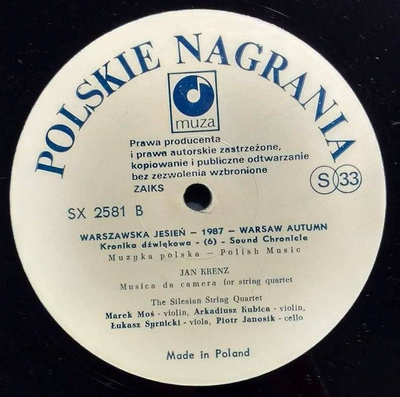 POLSKIE NAGRANIA
muza
Prawa producenta
i prawa autorskie zastrzeżone,
kopiowanie i publiczne odtwarzanie
bez zezwolenia wzbronione
ZAIKS
S 33
SX 2581 B
WARSZAWSKA JESIEŃ – 1987 – WARSAW AUTUMN
Kronika dźwiękowa - (6) - Sound Chronicle
Muzyka polska – Polish Music
JAN KRENZ
Musica da camera for string quartet
The Silesian String Quartet
Marek Moś - violin, Arkadiusz Kubica - violin,
Łukasz Syrnicki - viola, Piotr Janosik - cello
Made in Poland